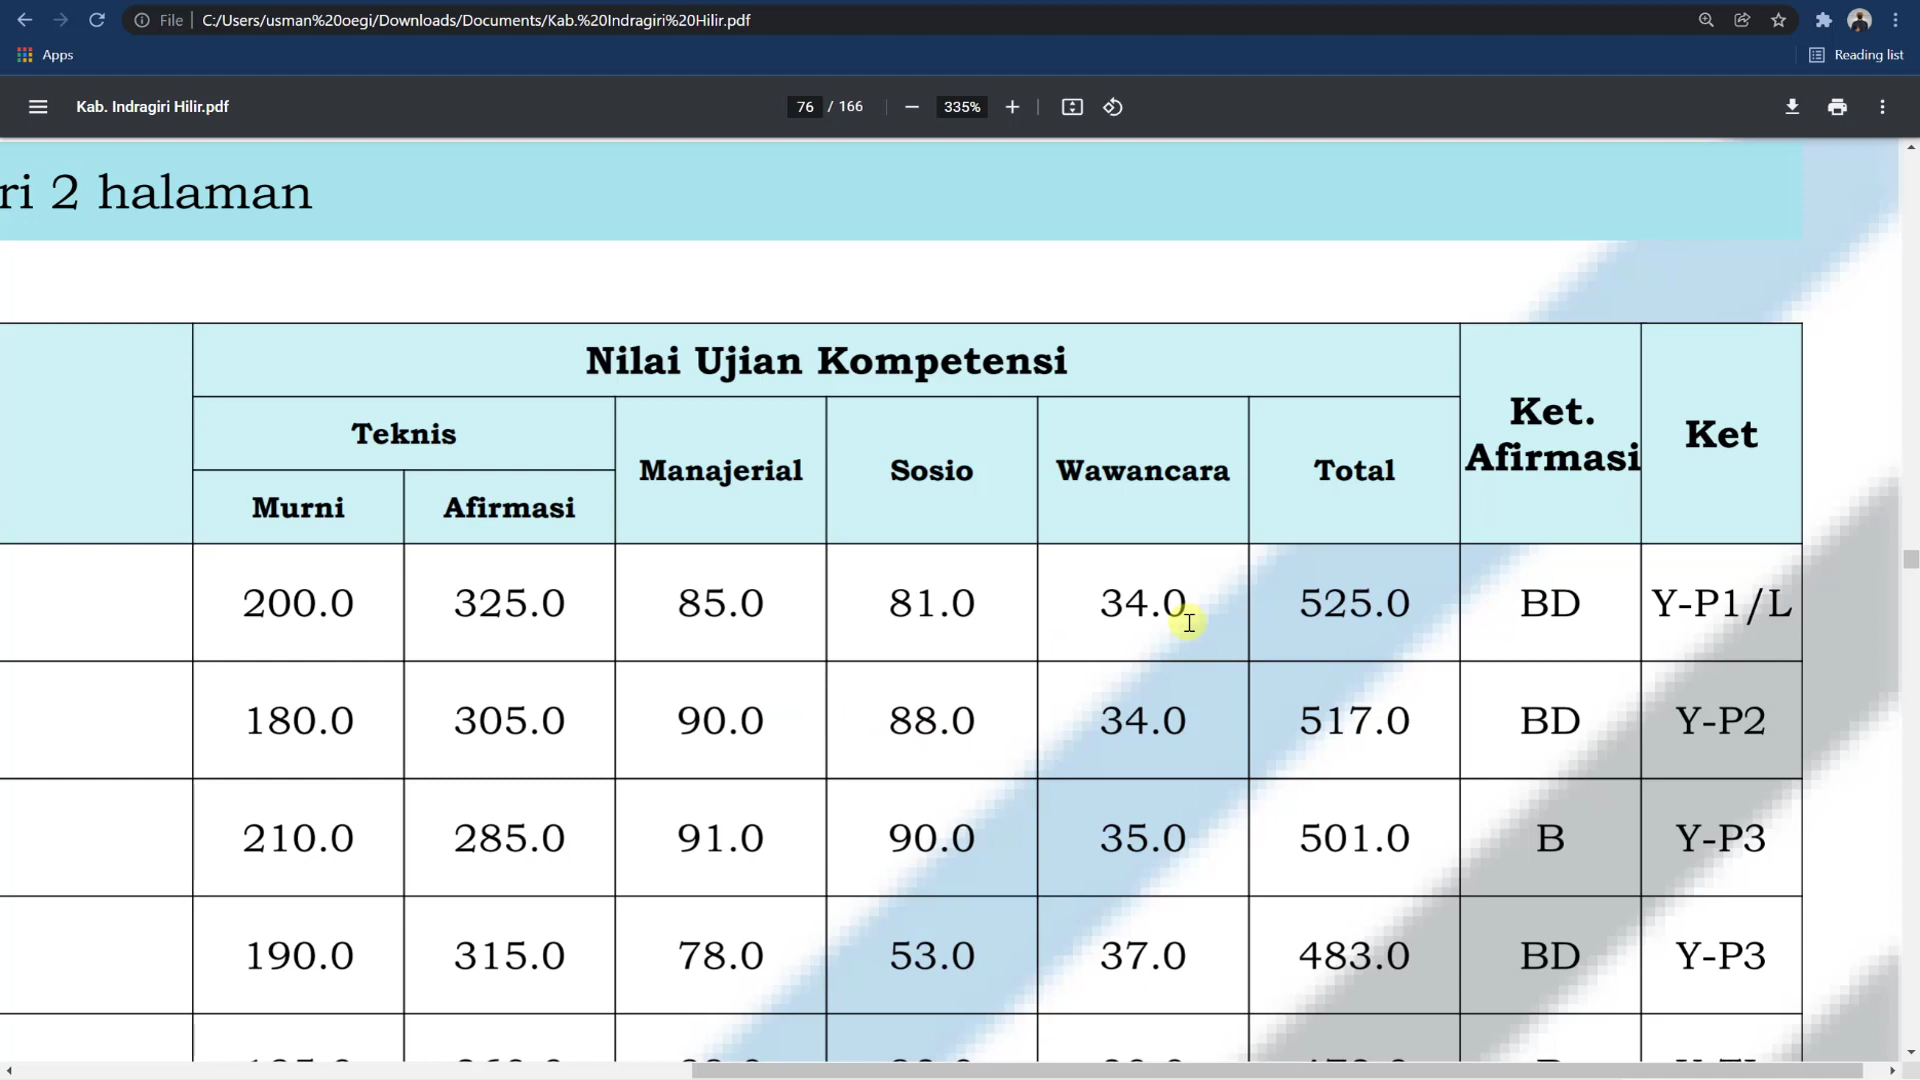 File C:/Users/usman%20oegi/Downloads/Documents/Kab.%20Indragiri%20Hilir.pdf
Apps Reading list
Kab. Indragiri Hilir.pdf 76 / 166 335%
ri 2 halaman
Nilai Ujian Kompetensi Ket. Afirmasi Ket
Teknis Manajerial Sosio Wawancara Total
Murni Afirmasi
200.0 325.0 85.0 81.0 34.0 525.0 BD Y-P1/L
180.0 305.0 90.0 88.0 34.0 517.0 BD Y-P2
210.0 285.0 91.0 90.0 35.0 501.0 B Y-P3
190.0 315.0 78.0 53.0 37.0 483.0 BD Y-P3